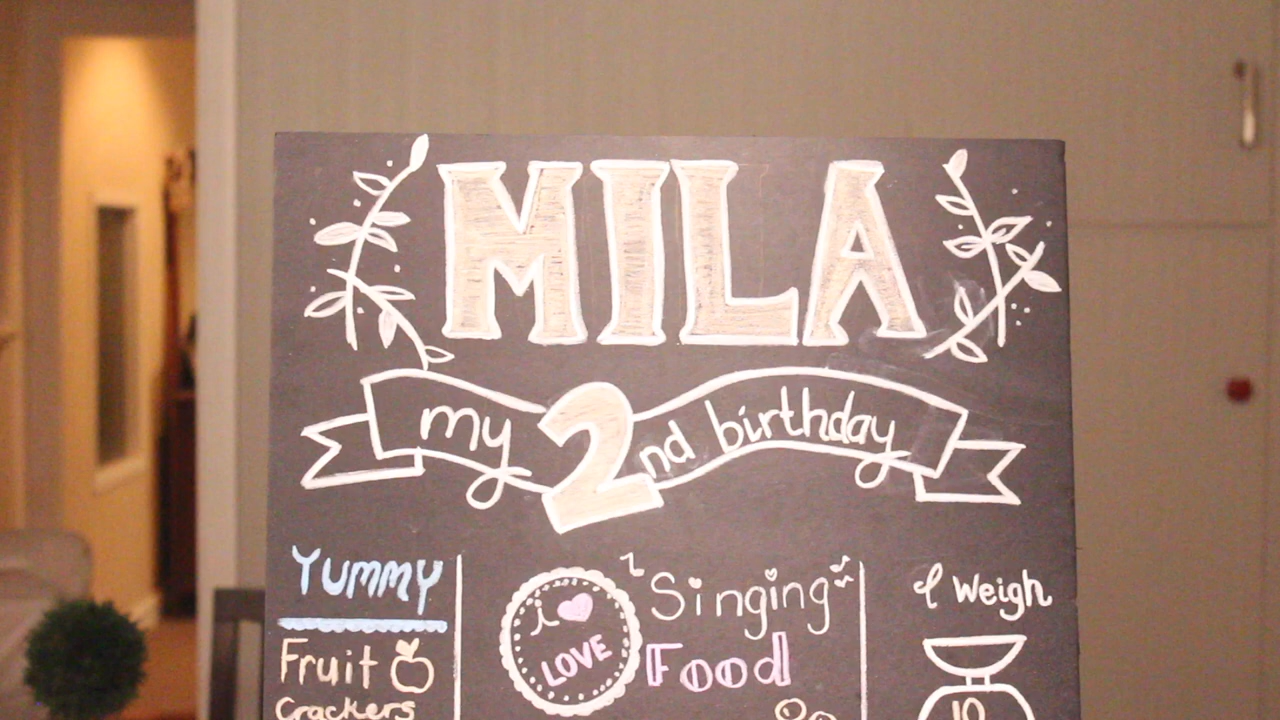 MILA
my 2nd birthday
YUMMY
Fruit
Crackers
i LOVE
Singing
Food
I Weigh
10